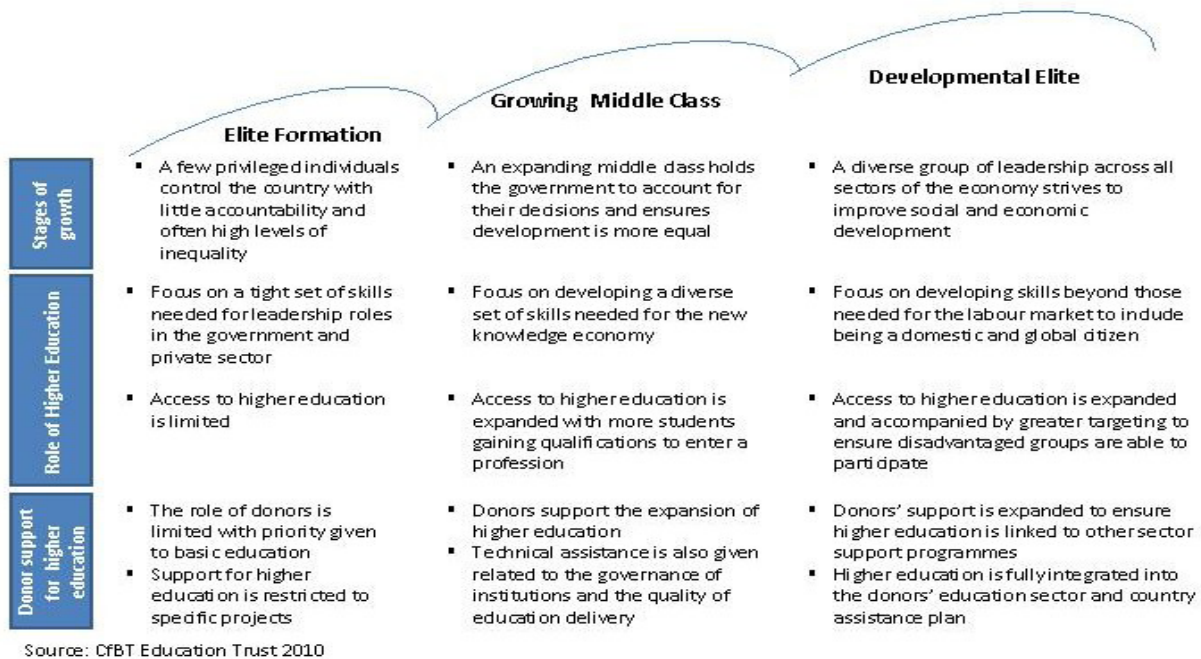 Elite Formation
Growing Middle Class
Developmental Elite
Stages of
growth
▪ A few privileged individuals
control the country with
little accountability and
often high levels of
inequality
▪ An expanding middle class holds
the government to account for
their decisions and ensures
development is more equal
▪ A diverse group of leadership across all
sectors of the economy strives to
improve social and economic
development
Role of Higher Education
▪ Focus on a tight set of skills
needed for leadership roles
in the government and
private sector
▪ Focus on developing a diverse
set of skills needed for the new
knowledge economy
▪ Focus on developing skills beyond those
needed for the labour market to include
being a domestic and global citizen
▪ Access to higher education
is limited
▪ Access to higher education is
expanded with more students
gaining qualifications to enter a
profession
▪ Access to higher education is expanded
and accompanied by greater targeting to
ensure disadvantaged groups are able to
participate
Donor support
for higher
education
▪ The role of donors is
limited with priority given
to basic education
▪ Support for higher
education is restricted to
specific projects
▪ Donors support the expansion of
higher education
▪ Technical assistance is also given
related to the governance of
institutions and the quality of
education delivery
▪ Donors' support is expanded to ensure
higher education is linked to other sector
support programmes
▪ Higher education is fully integrated into
the donors' education sector and country
assistance plan
Source: CfBT Education Trust 2010